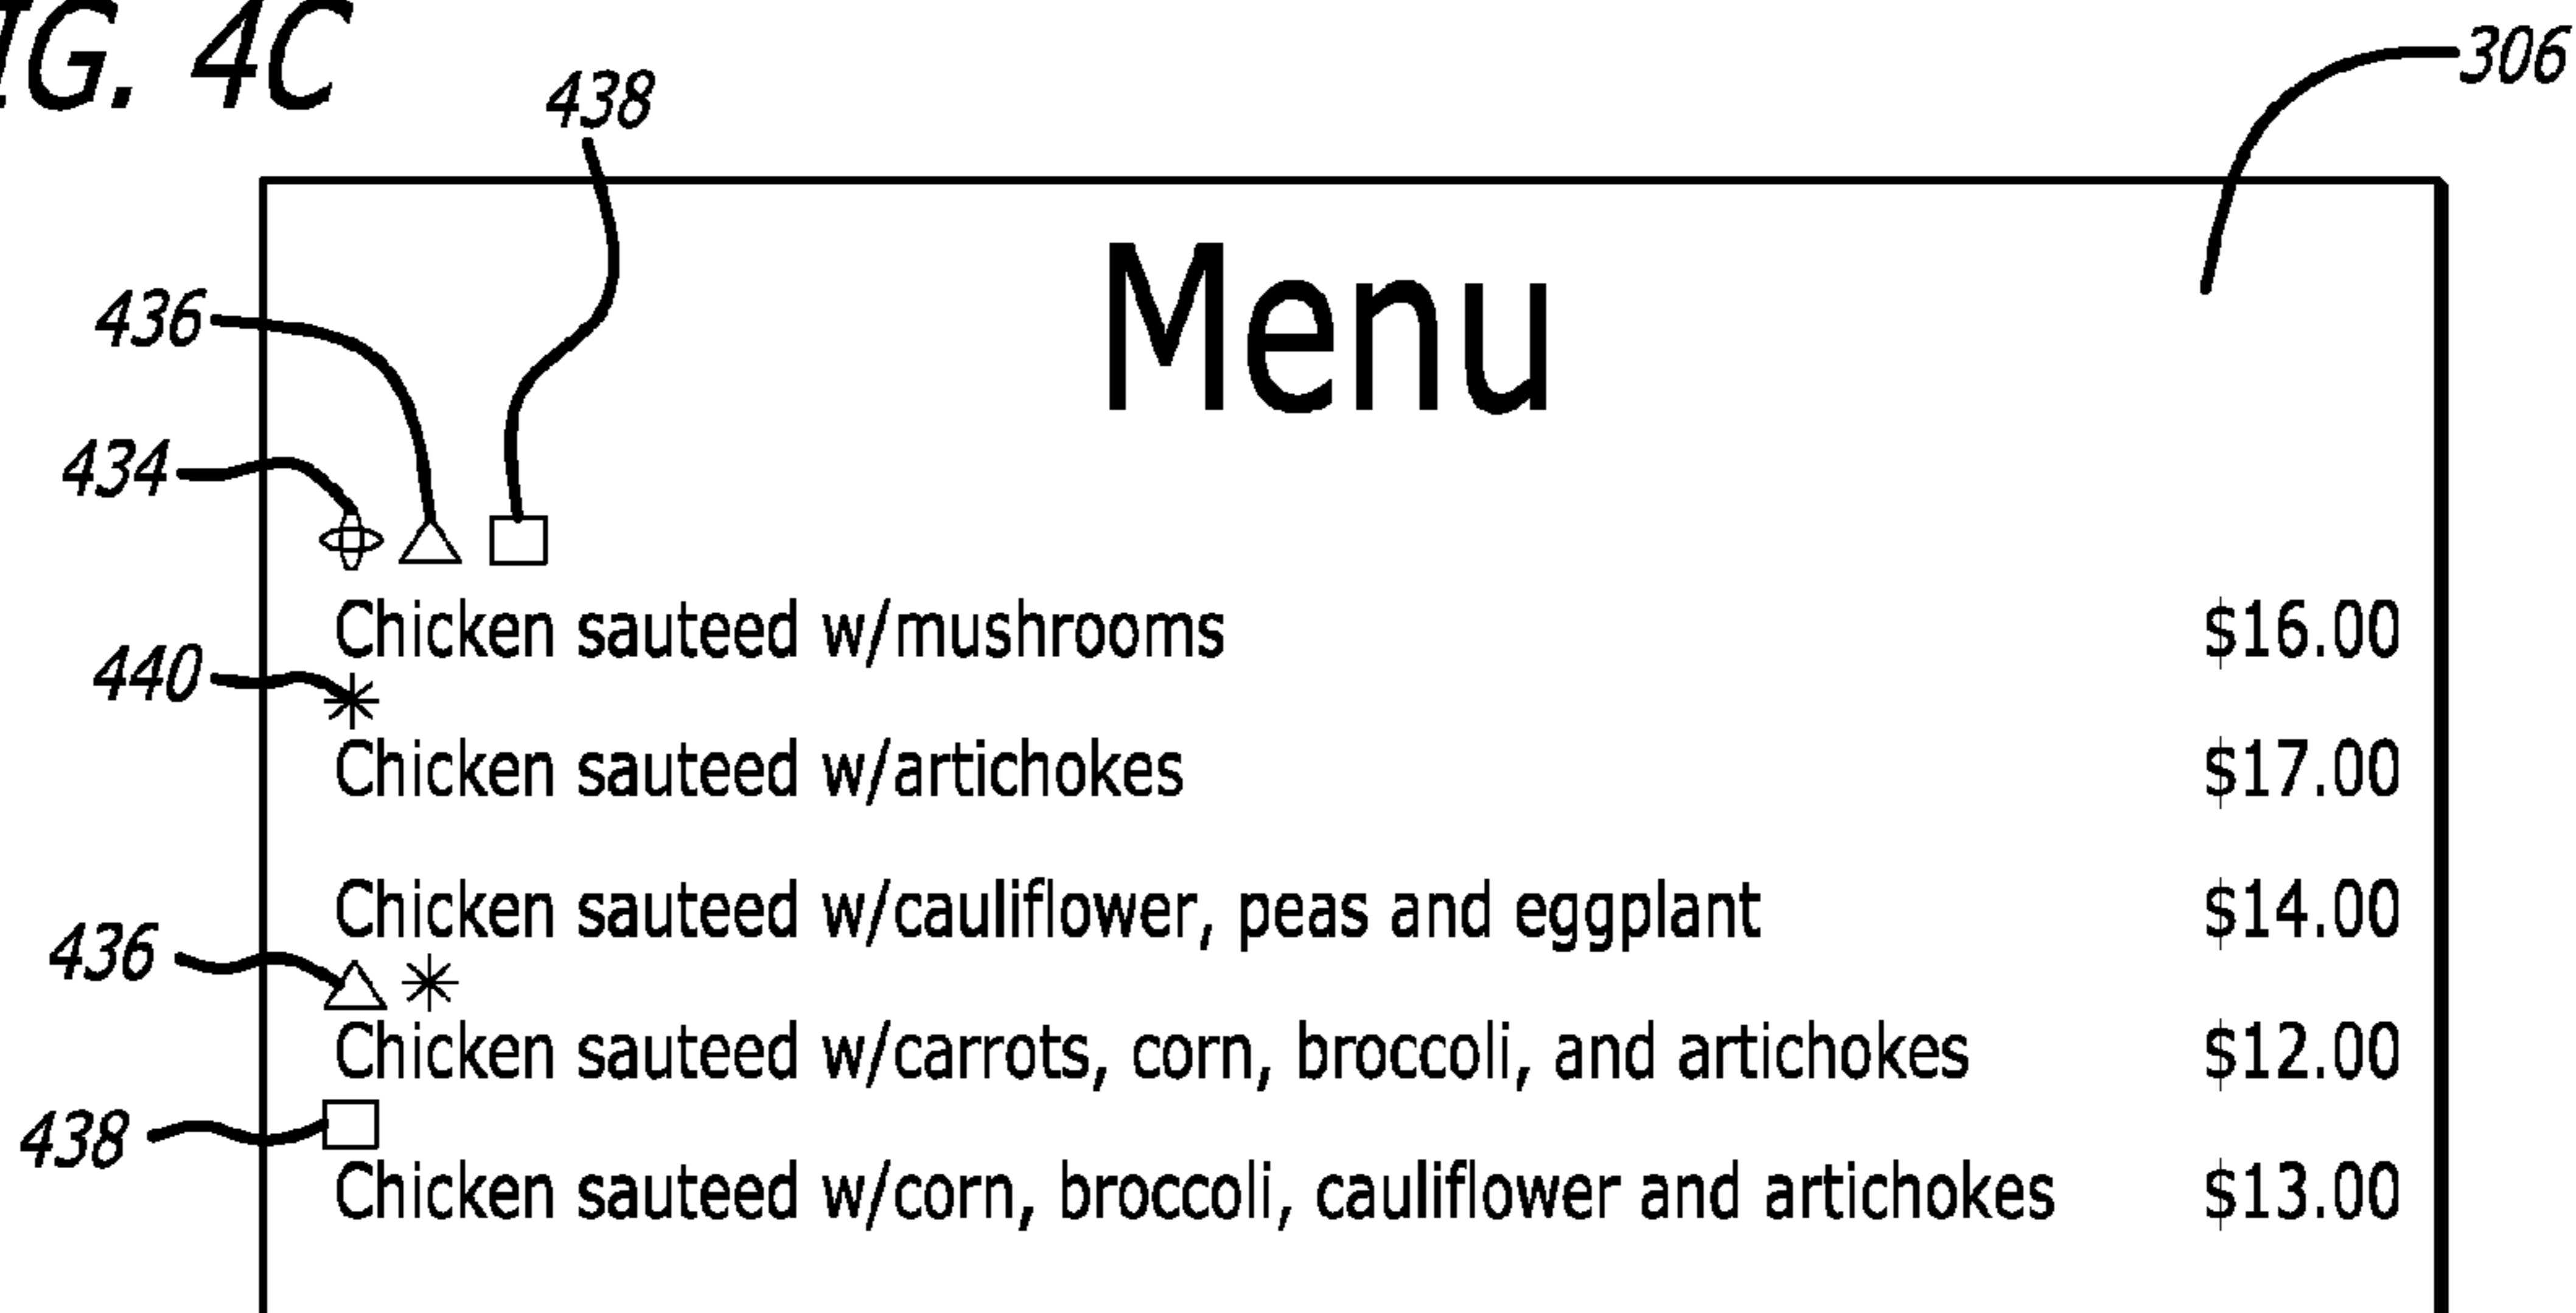 IG. 4C
438
306
Menu
436
434
Chicken sauteed w/mushrooms $16.00
440
Chicken sauteed w/artichokes $17.00
Chicken sauteed w/cauliflower, peas and eggplant $14.00
436
Chicken sauteed w/carrots, corn, broccoli, and artichokes $12.00
438
Chicken sauteed w/corn, broccoli, cauliflower and artichokes $13.00